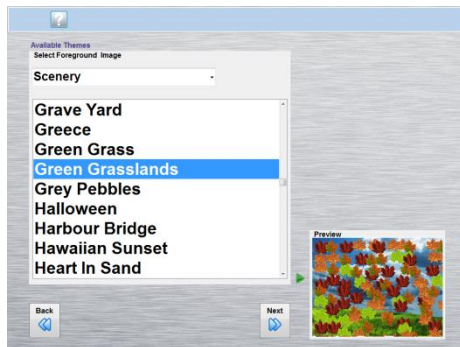 ?
Available Themes
Select Foreground Image
Scenery
Grave Yard
Greece
Green Grass
Green Grasslands
Grey Pebbles
Halloween
Harbour Bridge
Hawaiian Sunset
Heart In Sand
Preview
Back
Next